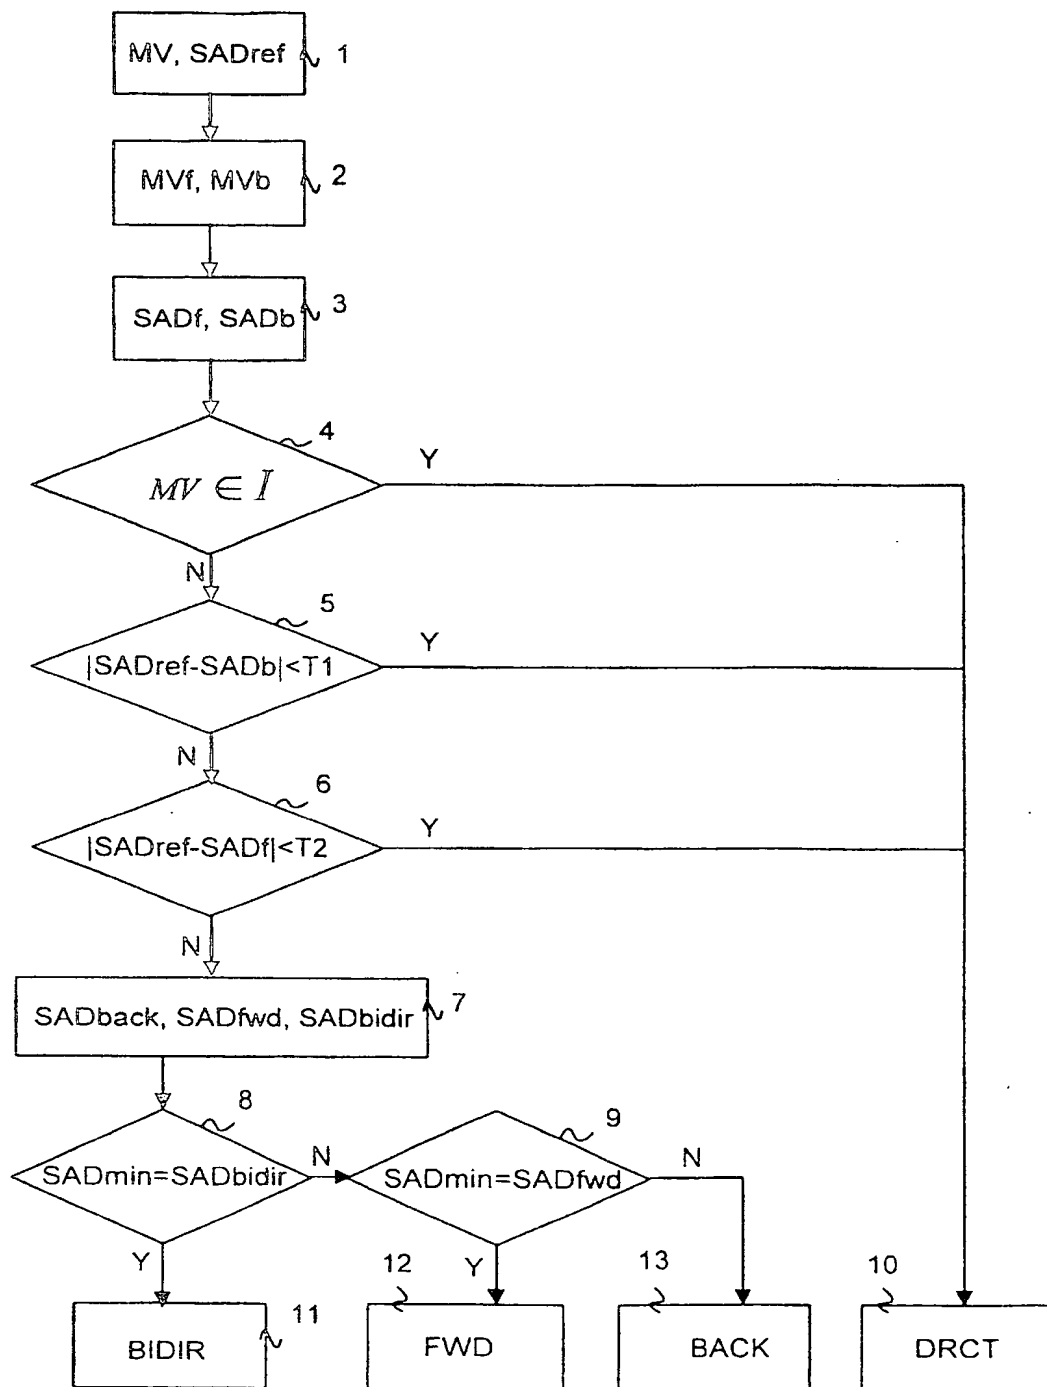 MV, SADref
1
MVf, MVb
2
SADf, SADb
3
4
MV ∈ I
Y
N
5
|SADref-SADb|<T1
Y
N
6
|SADref-SADf|<T2
Y
N
SADback, SADfwd, SADbidir
7
8
SADmin=SADbidir
N
9
SADmin=SADfwd
N
Y
Y
11
BIDIR
12
FWD
13
BACK
10
DRCT